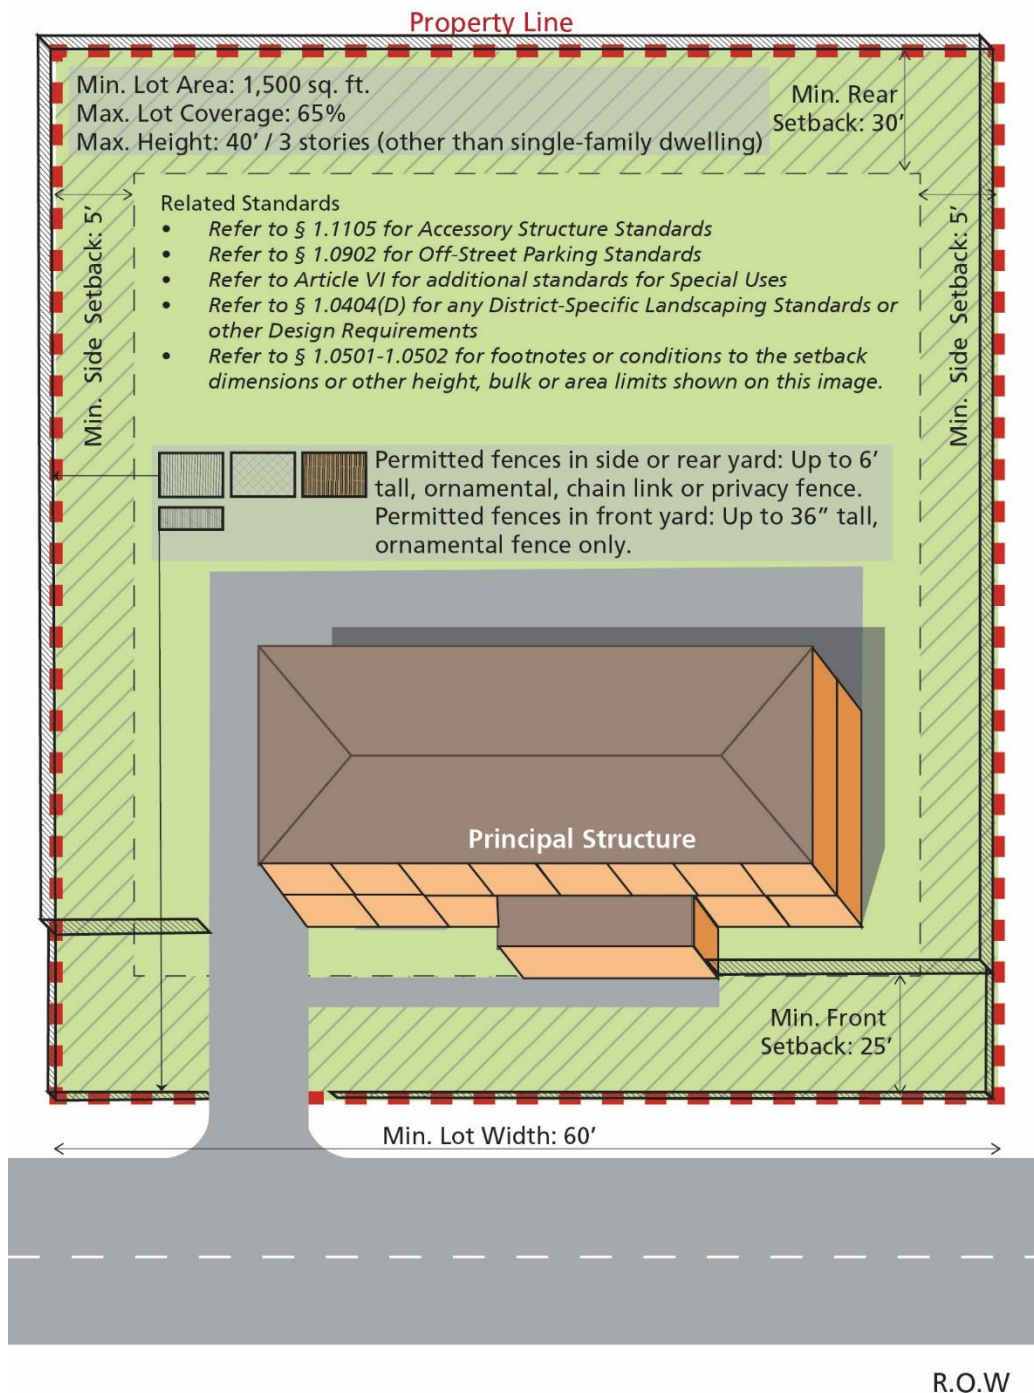 Property Line
Min. Lot Area: 1,500 sq. ft.
Max. Lot Coverage: 65%
Max. Height: 40’ / 3 stories (other than single-family dwelling)
Min. Rear
Setback: 30’
Min. Side Setback: 5’
Related Standards
• Refer to § 1.1105 for Accessory Structure Standards
• Refer to § 1.0902 for Off-Street Parking Standards
• Refer to Article VI for additional standards for Special Uses
• Refer to § 1.0404(D) for any District-Specific Landscaping Standards or
other Design Requirements
• Refer to § 1.0501-1.0502 for footnotes or conditions to the setback
dimensions or other height, bulk or area limits shown on this image.
Min. Side Setback: 5’
Permitted fences in side or rear yard: Up to 6’
tall, ornamental, chain link or privacy fence.
Permitted fences in front yard: Up to 36” tall,
ornamental fence only.
Principal Structure
Min. Front
Setback: 25’
Min. Lot Width: 60’
R.O.W